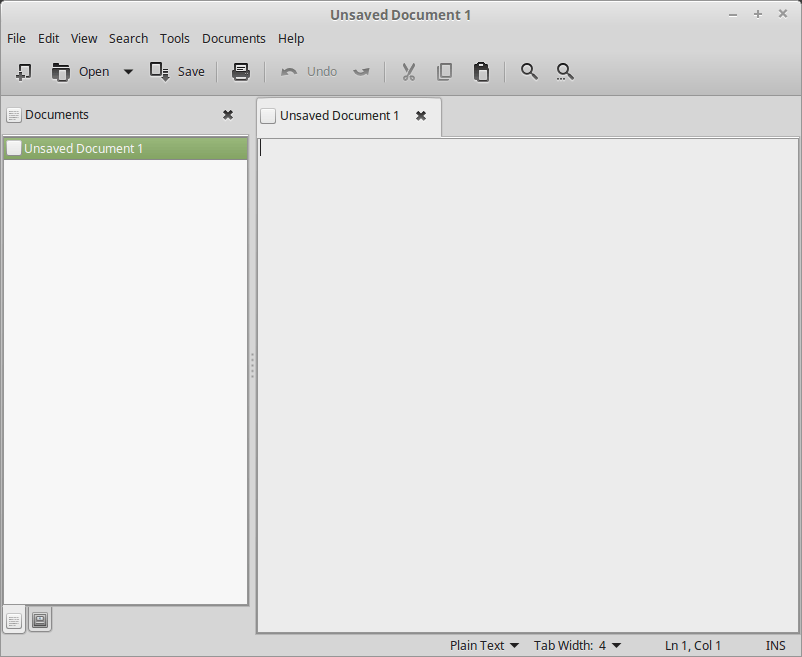 Unsaved Document 1
File Edit View Search Tools Documents Help
Open Save Undo
Documents
Unsaved Document 1
Unsaved Document 1
Plain Text Tab Width: 4 Ln 1, Col 1 INS